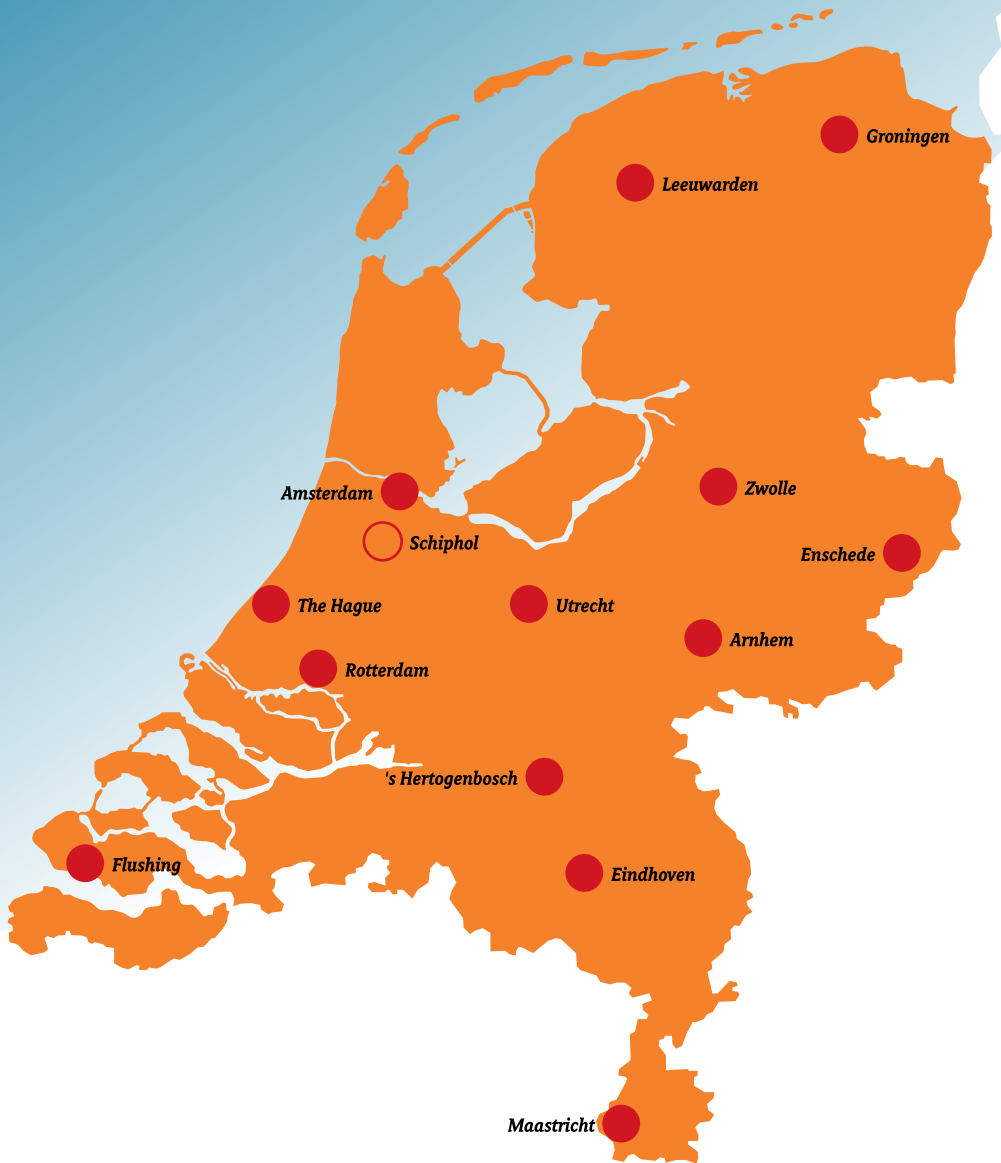 Groningen
Leeuwarden
Amsterdam
Zwolle
Schiphol
Enschede
The Hague
Utrecht
Arnhem
Rotterdam
's Hertogenbosch
Flushing
Eindhoven
Maastricht